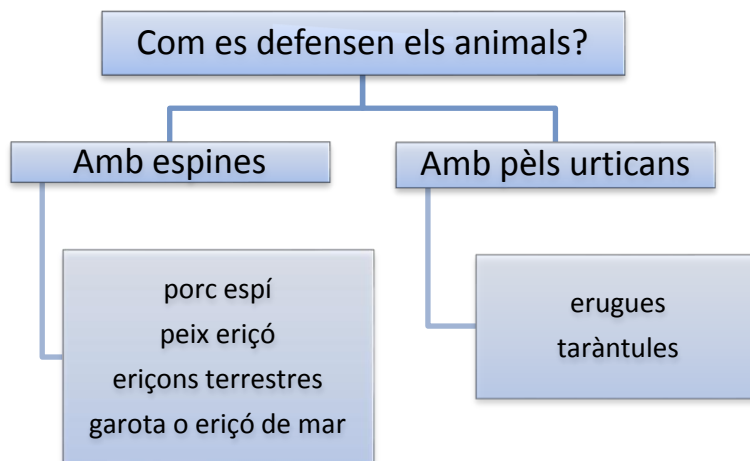 Com es defensen els animals?
Amb espines
porc espí
peix eriçó
eriçons terrestres
garota o eriçó de mar
Amb pèls urticans
erugues
taràntules